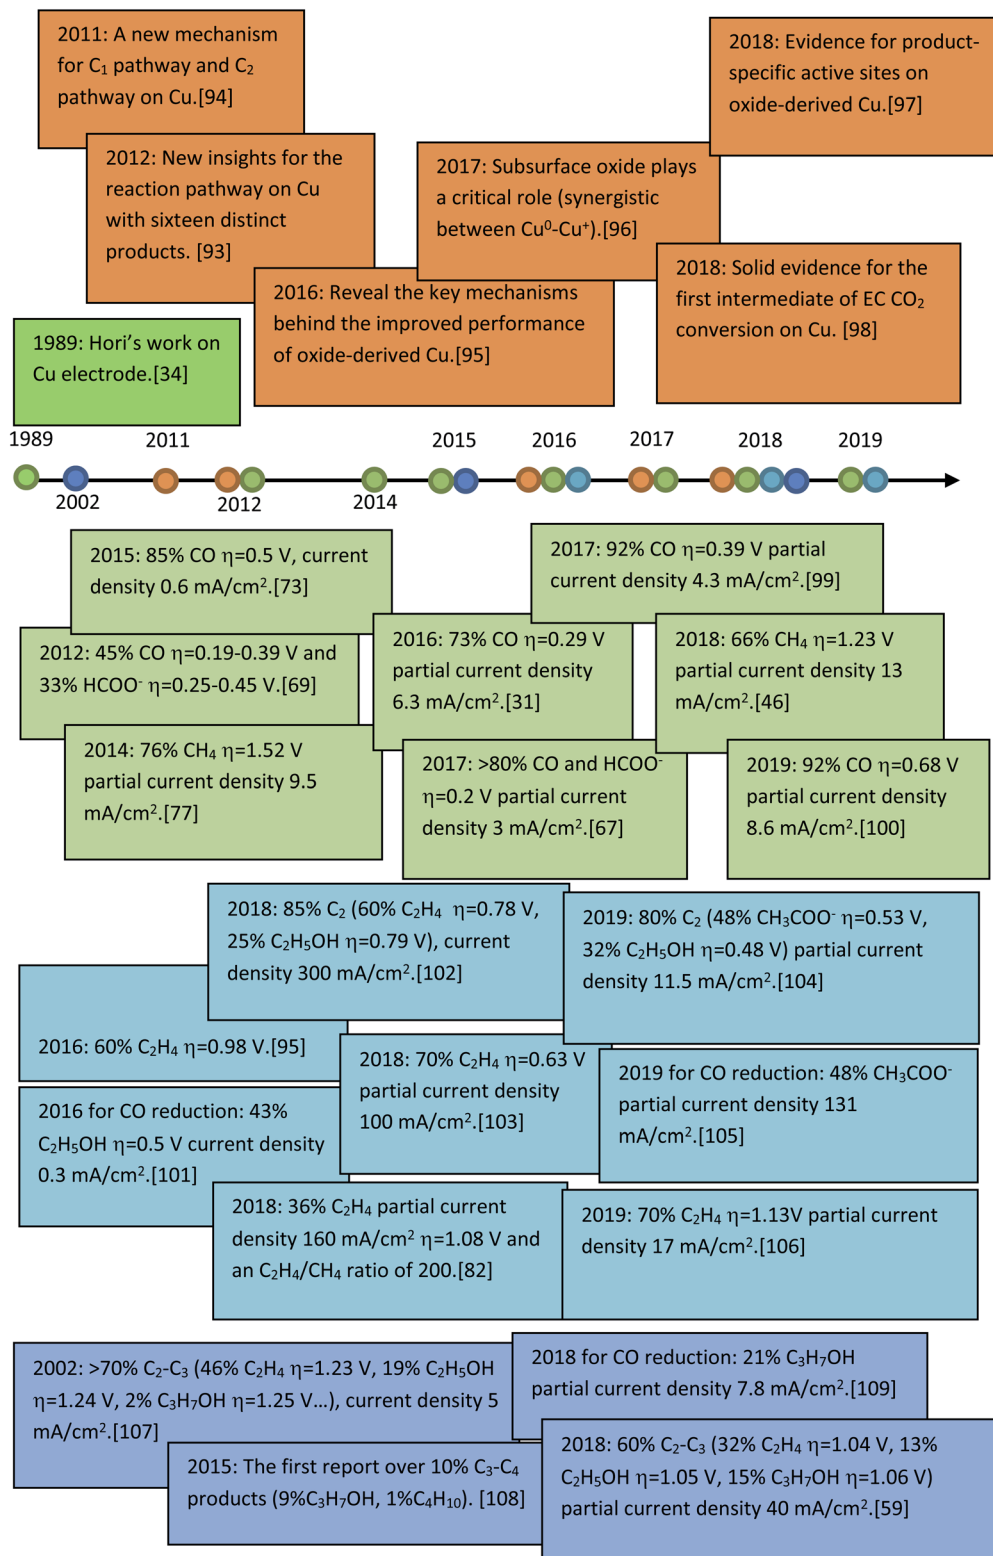 2011: A new mechanism
for C₁ pathway and C₂
pathway on Cu.[94]
2018: Evidence for product-
specific active sites on
oxide-derived Cu.[97]
2012: New insights for the
reaction pathway on Cu
with sixteen distinct
products. [93]
2017: Subsurface oxide plays
a critical role (synergistic
between Cu⁰-Cu⁺).[96]
2018: Solid evidence for the
first intermediate of EC CO₂
conversion on Cu. [98]
2016: Reveal the key mechanisms
behind the improved performance
of oxide-derived Cu.[95]
1989: Hori's work on
Cu electrode.[34]
1989
2011
2015
2016
2017
2018
2019
2002
2012
2014
2015: 85% CO η=0.5 V, current
density 0.6 mA/cm².[73]
2017: 92% CO η=0.39 V partial
current density 4.3 mA/cm².[99]
2012: 45% CO η=0.19-0.39 V and
33% HCOO⁻ η=0.25-0.45 V.[69]
2016: 73% CO η=0.29 V
partial current density
6.3 mA/cm².[31]
2018: 66% CH₄ η=1.23 V
partial current density 13
mA/cm².[46]
2014: 76% CH₄ η=1.52 V
partial current density 9.5
mA/cm².[77]
2017: >80% CO and HCOO⁻
η=0.2 V partial current
density 3 mA/cm².[67]
2019: 92% CO η=0.68 V
partial current density
8.6 mA/cm².[100]
2018: 85% C₂ (60% C₂H₄ η=0.78 V,
25% C₂H₅OH η=0.79 V), current
density 300 mA/cm².[102]
2019: 80% C₂ (48% CH₃COO⁻ η=0.53 V,
32% C₂H₅OH η=0.48 V) partial current
density 11.5 mA/cm².[104]
2016: 60% C₂H₄ η=0.98 V.[95]
2018: 70% C₂H₄ η=0.63 V
partial current density
100 mA/cm².[103]
2019 for CO reduction: 48% CH₃COO⁻
partial current density 131
mA/cm².[105]
2016 for CO reduction: 43%
C₂H₅OH η=0.5 V current density
0.3 mA/cm².[101]
2018: 36% C₂H₄ partial current
density 160 mA/cm² η=1.08 V and
an C₂H₄/CH₄ ratio of 200.[82]
2019: 70% C₂H₄ η=1.13V partial current
density 17 mA/cm².[106]
2002: >70% C₂-C₃ (46% C₂H₄ η=1.23 V, 19% C₂H₅OH
η=1.24 V, 2% C₃H₇OH η=1.25 V…), current density 5
mA/cm².[107]
2018 for CO reduction: 21% C₃H₇OH
partial current density 7.8 mA/cm².[109]
2015: The first report over 10% C₃-C₄
products (9%C₃H₇OH, 1%C₄H₁₀). [108]
2018: 60% C₂-C₃ (32% C₂H₄ η=1.04 V, 13%
C₂H₅OH η=1.05 V, 15% C₃H₇OH η=1.06 V)
partial current density 40 mA/cm².[59]